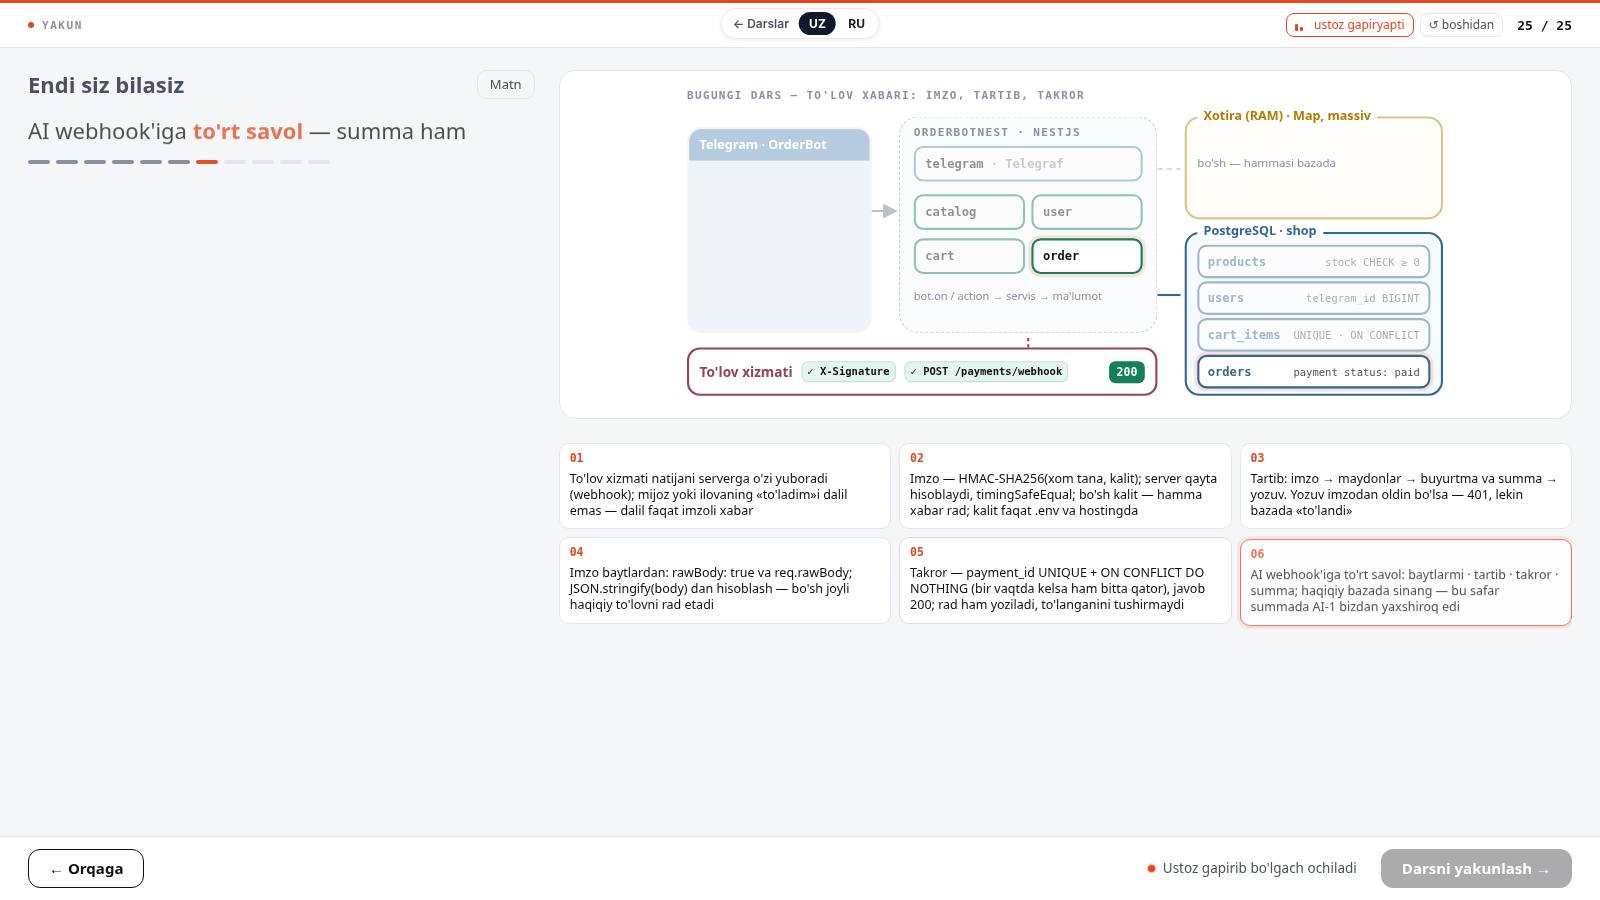 YAKUN
← Darslar UZ RU
ustoz gapiryapti
↺ boshidan
25 / 25
Endi siz bilasiz
Matn
AI webhook'iga to'rt savol — summa ham
BUGUNGI DARS — TO'LOV XABARI: IMZO, TARTIB, TAKROR
Telegram · OrderBot
ORDERBOTNEST · NESTJS
telegram · Telegraf
catalog
user
cart
order
bot.on / action → servis → ma'lumot
Xotira (RAM) · Map, massiv
bo'sh — hammasi bazada
PostgreSQL · shop
products stock CHECK ≥ 0
users telegram_id BIGINT
cart_items UNIQUE · ON CONFLICT
orders payment status: paid
To'lov xizmati ✓ X-Signature ✓ POST /payments/webhook 200
01
To'lov xizmati natijani serverga o'zi yuboradi
(webhook); mijoz yoki ilovaning «to'ladim»i dalil
emas — dalil faqat imzoli xabar
02
Imzo — HMAC-SHA256(xom tana, kalit); server qayta
hisoblaydi, timingSafeEqual; bo'sh kalit — hamma
xabar rad; kalit faqat .env va hostingda
03
Tartib: imzo → maydonlar → buyurtma va summa →
yozuv. Yozuv imzodan oldin bo'lsa — 401, lekin
bazada «to'landi»
04
Imzo baytlardan: rawBody: true va req.rawBody;
JSON.stringify(body) dan hisoblash — bo'sh joyli
haqiqiy to'lovni rad etadi
05
Takror — payment_id UNIQUE + ON CONFLICT DO
NOTHING (bir vaqtda kelsa ham bitta qator), javob
200; rad ham yoziladi, to'langanini tushirmaydi
06
AI webhook'iga to'rt savol: baytlarmi · tartib · takror ·
summa; haqiqiy bazada sinang — bu safar
summada AI-1 bizdan yaxshiroq edi
← Orqaga
Ustoz gapirib bo'lgach ochiladi
Darsni yakunlash →